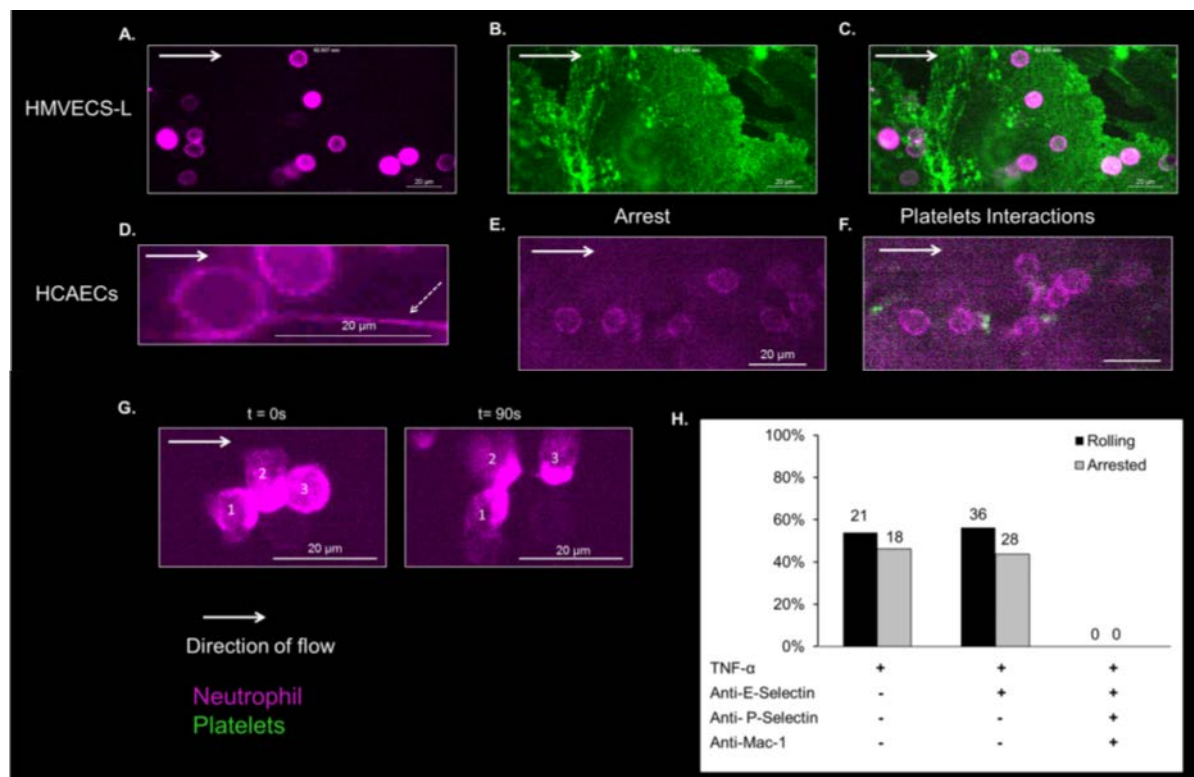 A.
B.
C.
HMVECS-L
20 µm
20 µm
20 µm
Arrest
Platelets Interactions
D.
E.
F.
HCAECs
20 µm
20 µm
G.
t = 0s
t= 90s
1
2
3
20 µm
2
3
1
20 µm
Direction of flow
Neutrophil
Platelets
H.
100%
80%
60%
40%
20%
0%
Rolling
Arrested
21
18
36
28
0 0
TNF-α + + +
Anti-E-Selectin - + +
Anti- P-Selectin - - +
Anti-Mac-1 - - +